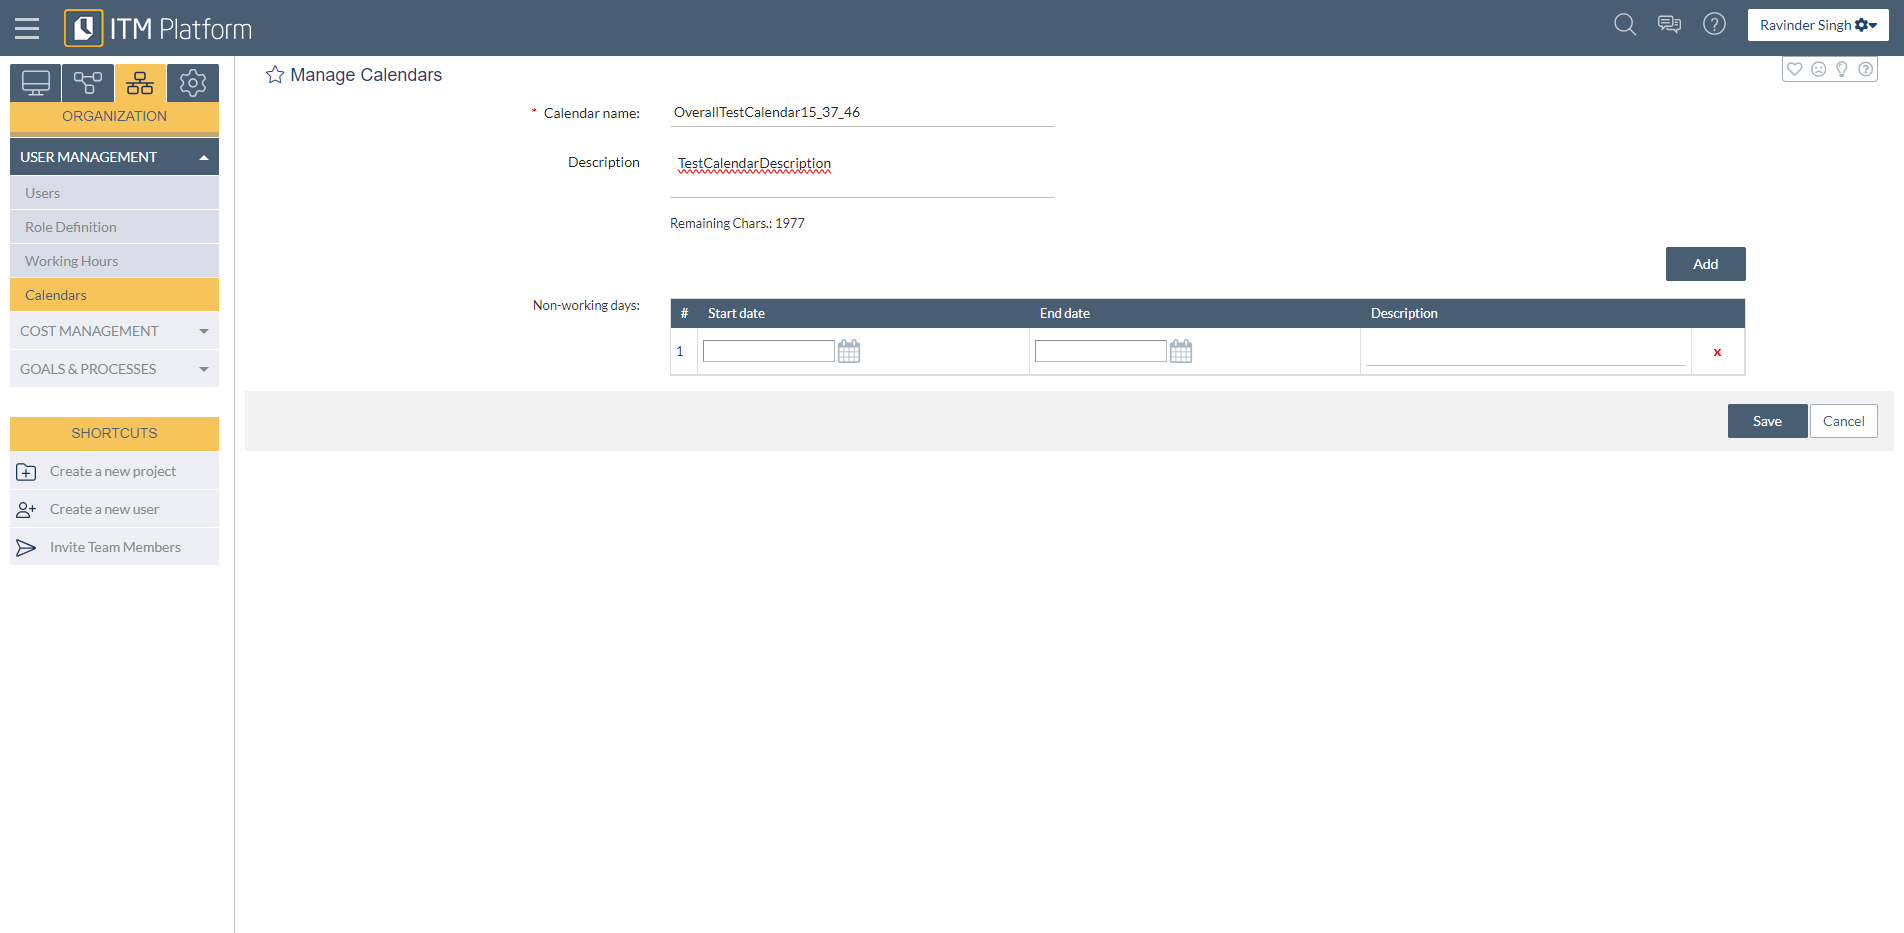 ITM Platform
Ravinder Singh
ORGANIZATION
USER MANAGEMENT
Users
Role Definition
Working Hours
Calendars
COST MANAGEMENT
GOALS & PROCESSES
SHORTCUTS
Create a new project
Create a new user
Invite Team Members
Manage Calendars
* Calendar name: OverallTestCalendar15_37_46
Description TestCalendarDescription
Remaining Chars.: 1977
Add
Non-working days:
# Start date End date Description
1 x
Save Cancel